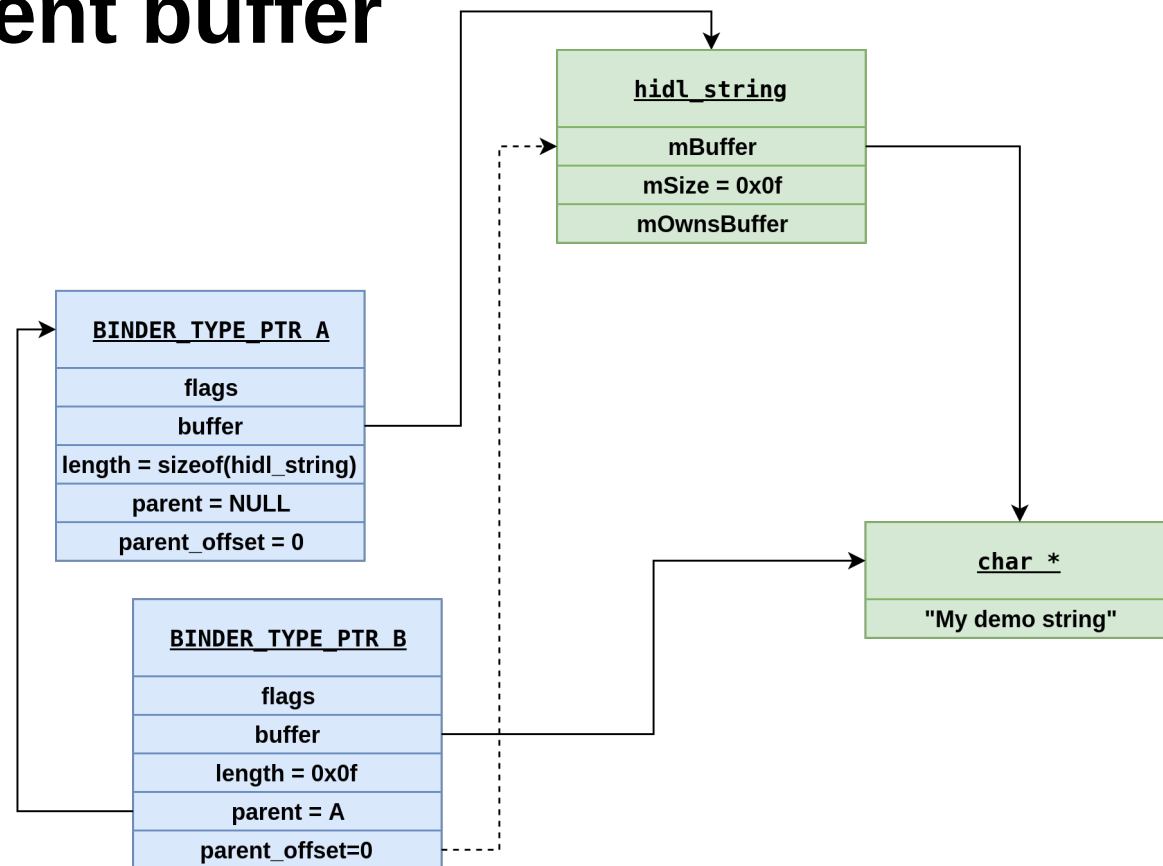 ent buffer
hidl_string
mBuffer
mSize = 0x0f
mOwnsBuffer
BINDER_TYPE_PTR A
flags
buffer
length = sizeof(hidl_string)
parent = NULL
parent_offset = 0
char *
"My demo string"
BINDER_TYPE_PTR B
flags
buffer
length = 0x0f
parent = A
parent_offset=0